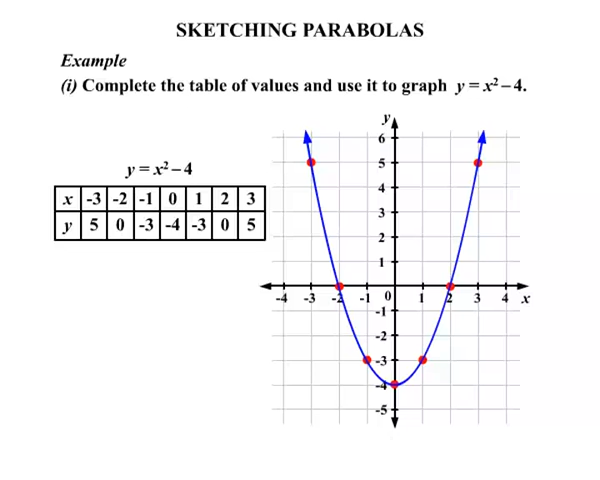 SKETCHING PARABOLAS
Example
(i) Complete the table of values and use it to graph y = x² – 4.
y = x² – 4
x -3 -2 -1 0 1 2 3
y 5 0 -3 -4 -3 0 5
y
6
5
4
3
2
1
-4 -3 -2 -1 0 1 2 3 4 x
-1
-2
-3
-4
-5